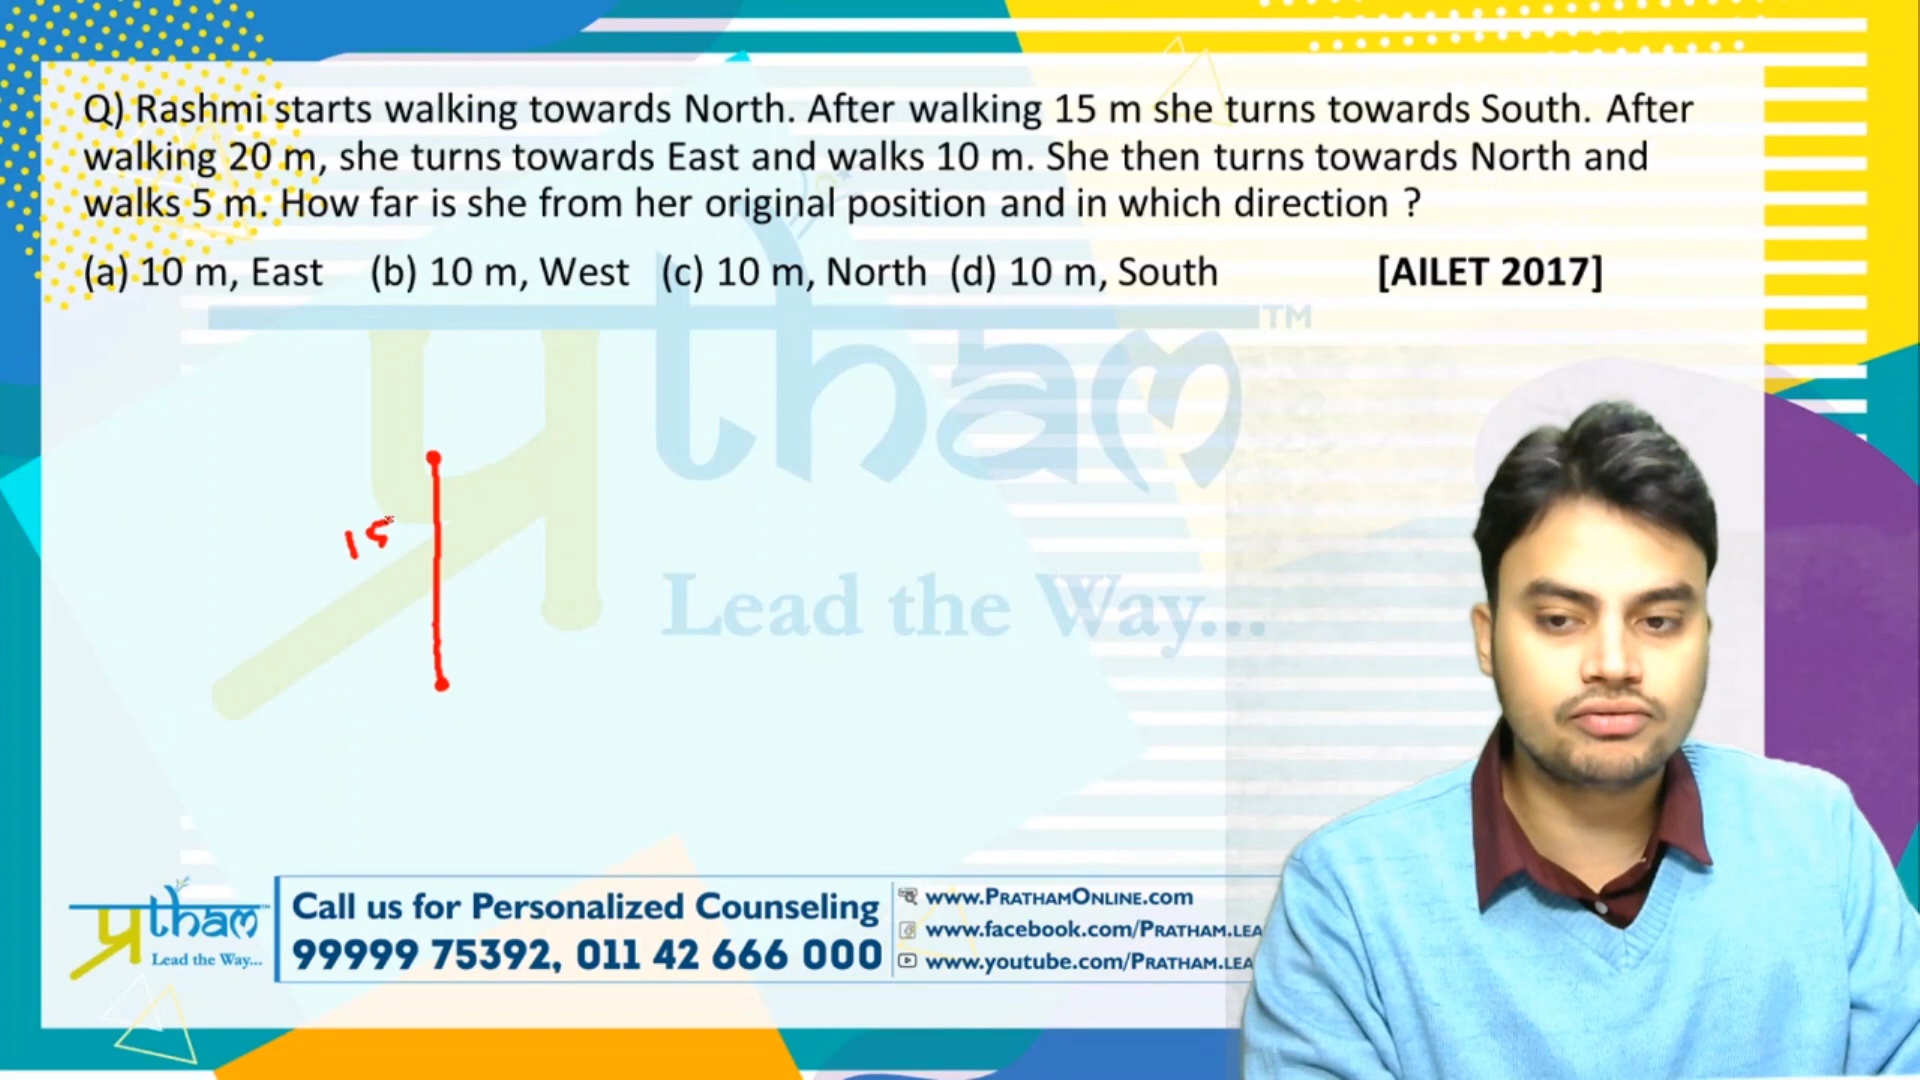 Q) Rashmi starts walking towards North. After walking 15 m she turns towards South. After
walking 20 m, she turns towards East and walks 10 m. She then turns towards North and
walks 5 m. How far is she from her original position and in which direction ?
(a) 10 m, East (b) 10 m, West (c) 10 m, North (d) 10 m, South [AILET 2017]
प्रtham™
Lead the Way...
15
प्रtham
Lead the Way...
Call us for Personalized Counseling
99999 75392, 011 42 666 000
www.PRATHAMONLINE.com
www.facebook.com/PRATHAM.LEA
www.youtube.com/PRATHAM.LEA